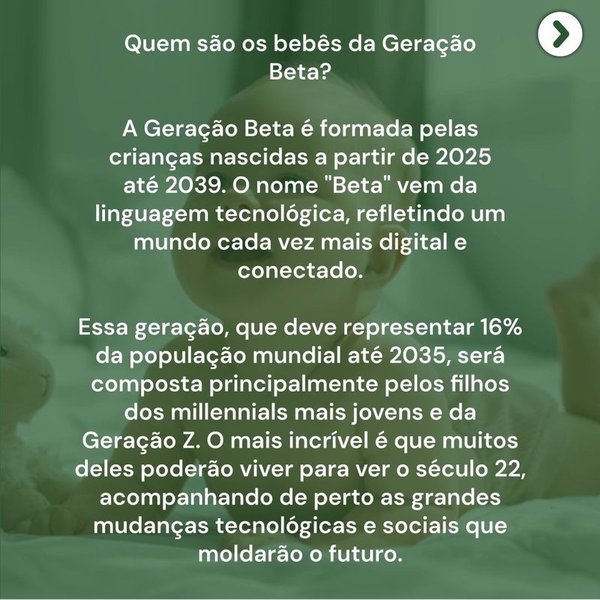 Quem são os bebês da Geração
Beta?
A Geração Beta é formada pelas
crianças nascidas a partir de 2025
até 2039. O nome "Beta" vem da
linguagem tecnológica, refletindo um
mundo cada vez mais digital e
conectado.
Essa geração, que deve representar 16%
da população mundial até 2035, será
composta principalmente pelos filhos
dos millennials mais jovens e da
Geração Z. O mais incrível é que muitos
deles poderão viver para ver o século 22,
acompanhando de perto as grandes
mudanças tecnológicas e sociais que
moldarão o futuro.